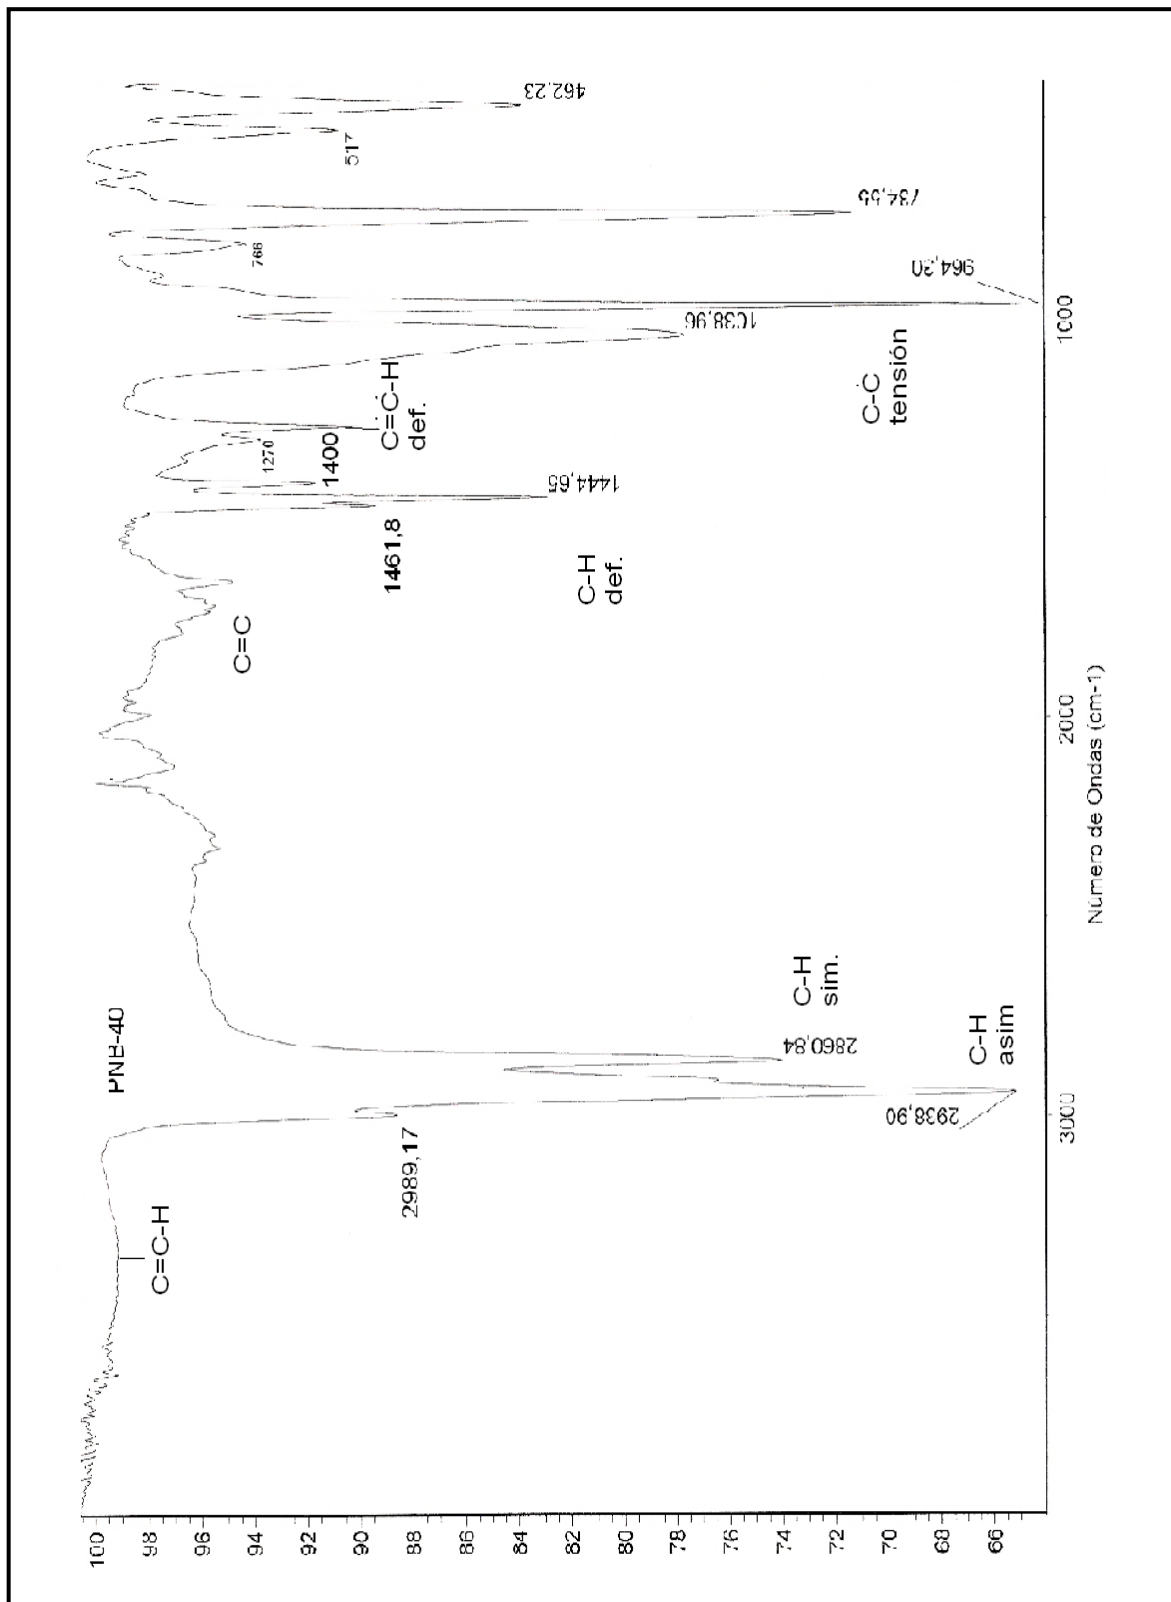 PNB-40
C=C-H
2989,17
2938,90
C-H
asim
2860,84
C-H
sim.
C=C
1461,8
C-H
def.
1444,65
1400
1270
C=C-H
def.
1038,96
C-C
tensión
964,30
766
734,55
517
462,23
100
98
96
94
92
90
88
86
84
82
80
78
76
74
72
70
68
66
3000
2000
1000
Número de Ondas (cm-1)